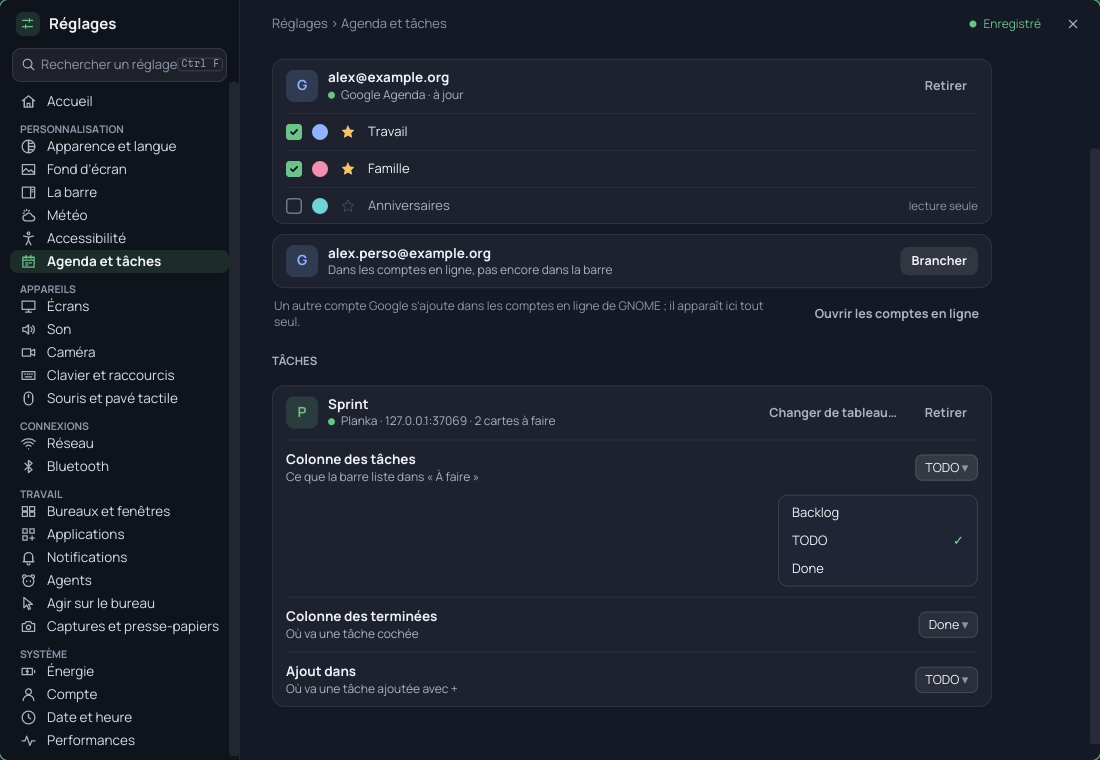 Réglages
Rechercher un réglage Ctrl F
Accueil
PERSONNALISATION
Apparence et langue
Fond d'écran
La barre
Météo
Accessibilité
Agenda et tâches
APPAREILS
Écrans
Son
Caméra
Clavier et raccourcis
Souris et pavé tactile
CONNEXIONS
Réseau
Bluetooth
TRAVAIL
Bureaux et fenêtres
Applications
Notifications
Agents
Agir sur le bureau
Captures et presse-papiers
SYSTÈME
Énergie
Compte
Date et heure
Performances
Réglages › Agenda et tâches
Enregistré
G
alex@example.org
Google Agenda · à jour
Retirer
Travail
Famille
Anniversaires
lecture seule
G
alex.perso@example.org
Dans les comptes en ligne, pas encore dans la barre
Brancher
Un autre compte Google s'ajoute dans les comptes en ligne de GNOME ; il apparaît ici tout
seul.
Ouvrir les comptes en ligne
TÂCHES
P
Sprint
Planka · 127.0.0.1:37069 · 2 cartes à faire
Changer de tableau…
Retirer
Colonne des tâches
Ce que la barre liste dans « À faire »
TODO ▾
Backlog
TODO ✓
Done
Colonne des terminées
Où va une tâche cochée
Done ▾
Ajout dans
Où va une tâche ajoutée avec +
TODO ▾